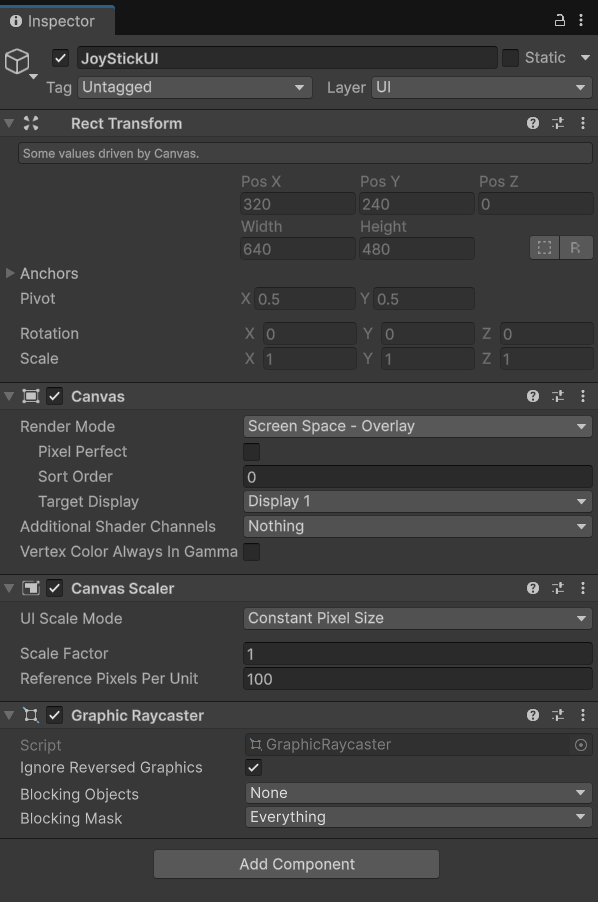 Inspector
JoyStickUI Static
Tag Untagged Layer UI
Rect Transform
Some values driven by Canvas.
Pos X Pos Y Pos Z
320 240 0
Width Height
640 480 R
Anchors
Pivot X 0.5 Y 0.5
Rotation X 0 Y 0 Z 0
Scale X 1 Y 1 Z 1
Canvas
Render Mode Screen Space - Overlay
Pixel Perfect
Sort Order 0
Target Display Display 1
Additional Shader Channels Nothing
Vertex Color Always In Gamma
Canvas Scaler
UI Scale Mode Constant Pixel Size
Scale Factor 1
Reference Pixels Per Unit 100
Graphic Raycaster
Script GraphicRaycaster
Ignore Reversed Graphics
Blocking Objects None
Blocking Mask Everything
Add Component